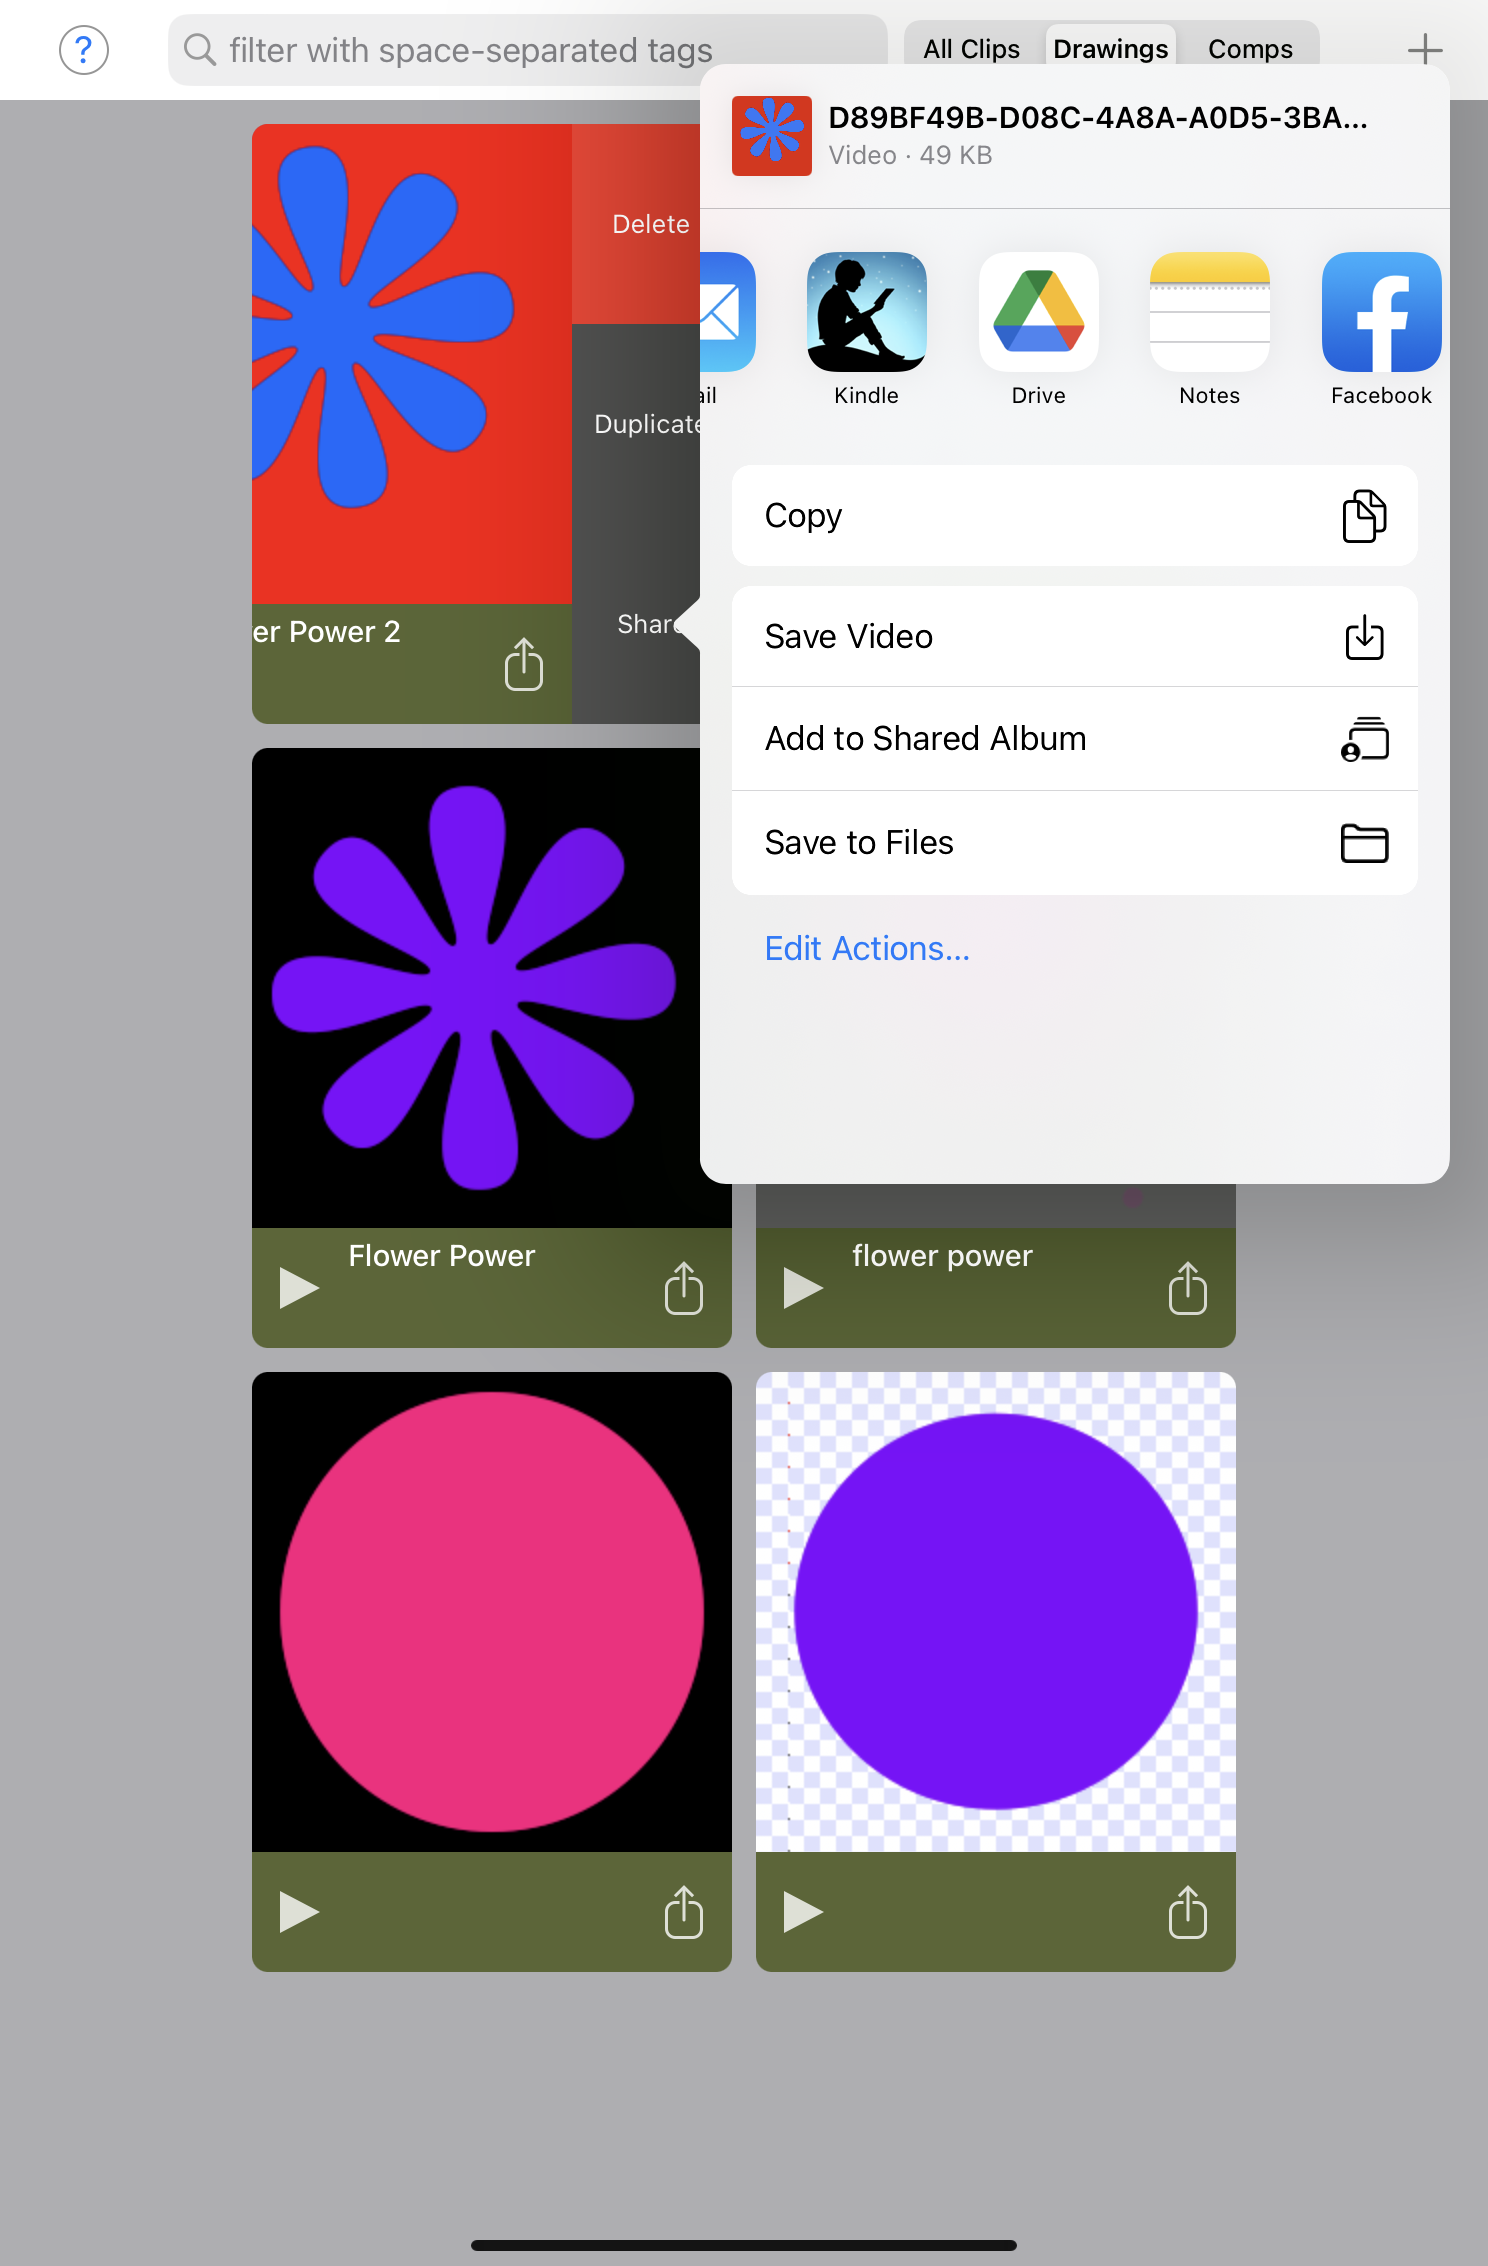 ?
filter with space-separated tags
All Clips
Drawings
Comps
D89BF49B-D08C-4A8A-A0D5-3BA...
Video · 49 KB
Delete
ail
Kindle
Drive
Notes
Facebook
Duplicate
Copy
Share
er Power 2
Save Video
Add to Shared Album
Save to Files
Edit Actions...
Flower Power
flower power